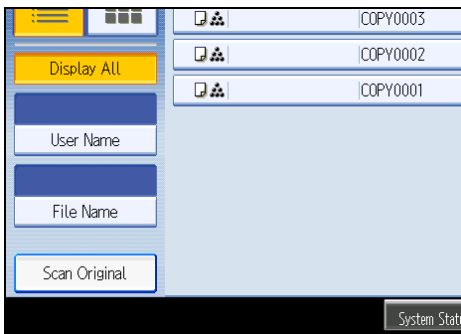 COPY0003
Display All
COPY0002
COPY0001
User Name
File Name
Scan Original
System Stat